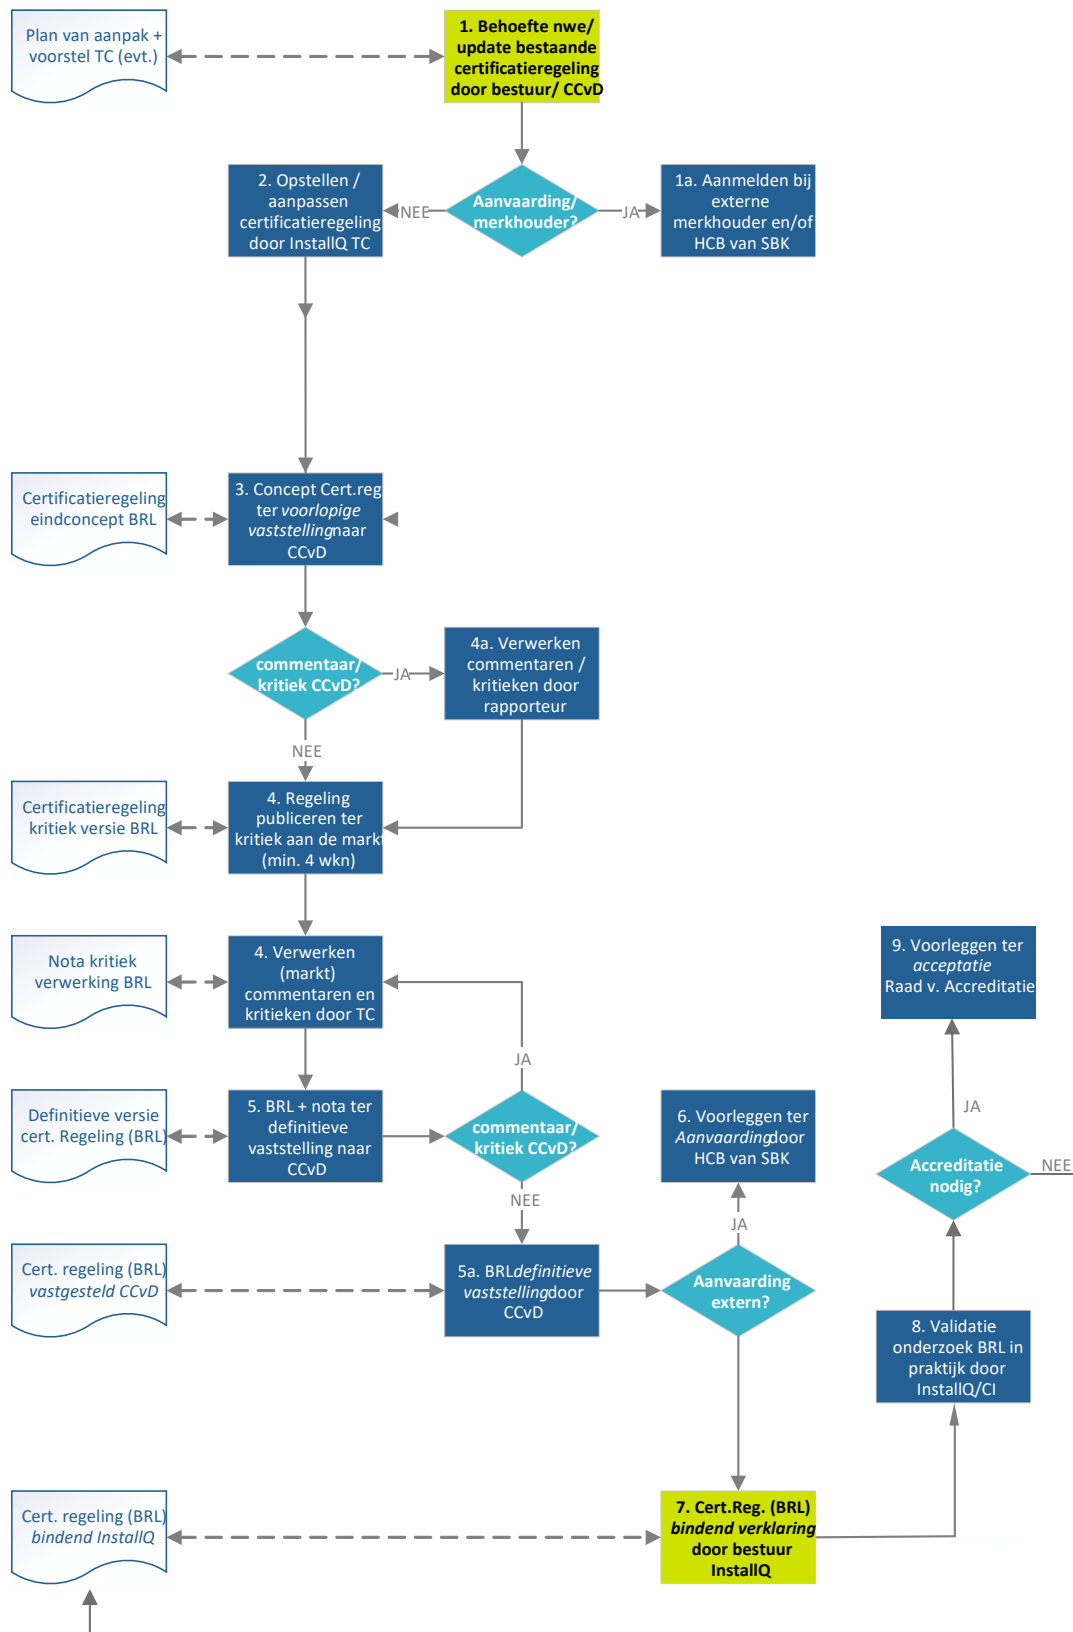 Plan van aanpak +
voorstel TC (evt.)
1. Behoefte nwe/
update bestaande
certificatieregeling
door bestuur/ CCvD
2. Opstellen /
aanpassen
certificatieregeling
door InstallQ TC
NEE
Aanvaarding/
merkhouder?
JA
1a. Aanmelden bij
externe
merkhouder en/of
HCB van SBK
Certificatieregeling
eindconcept BRL
3. Concept Cert.reg
ter voorlopige
vaststelling naar
CCvD
commentaar/
kritiek CCvD?
JA
4a. Verwerken
commentaren /
kritieken door
rapporteur
NEE
Certificatieregeling
kritiek versie BRL
4. Regeling
publiceren ter
kritiek aan de markt
(min. 4 wkn)
Nota kritiek
verwerking BRL
4. Verwerken
(markt)
commentaren en
kritieken door TC
9. Voorleggen ter
acceptatie
Raad v. Accreditatie
JA
JA
Definitieve versie
cert. Regeling (BRL)
5. BRL + nota ter
definitieve
vaststelling naar
CCvD
commentaar/
kritiek CCvD?
6. Voorleggen ter
Aanvaarding door
HCB van SBK
Accreditatie
nodig?
NEE
NEE
JA
Cert. regeling (BRL)
vastgesteld CCvD
5a. BRL definitieve
vaststelling door
CCvD
Aanvaarding
extern?
8. Validatie
onderzoek BRL in
praktijk door
InstallQ/CI
Cert. regeling (BRL)
bindend InstallQ
7. Cert.Reg. (BRL)
bindend verklaring
door bestuur
InstallQ